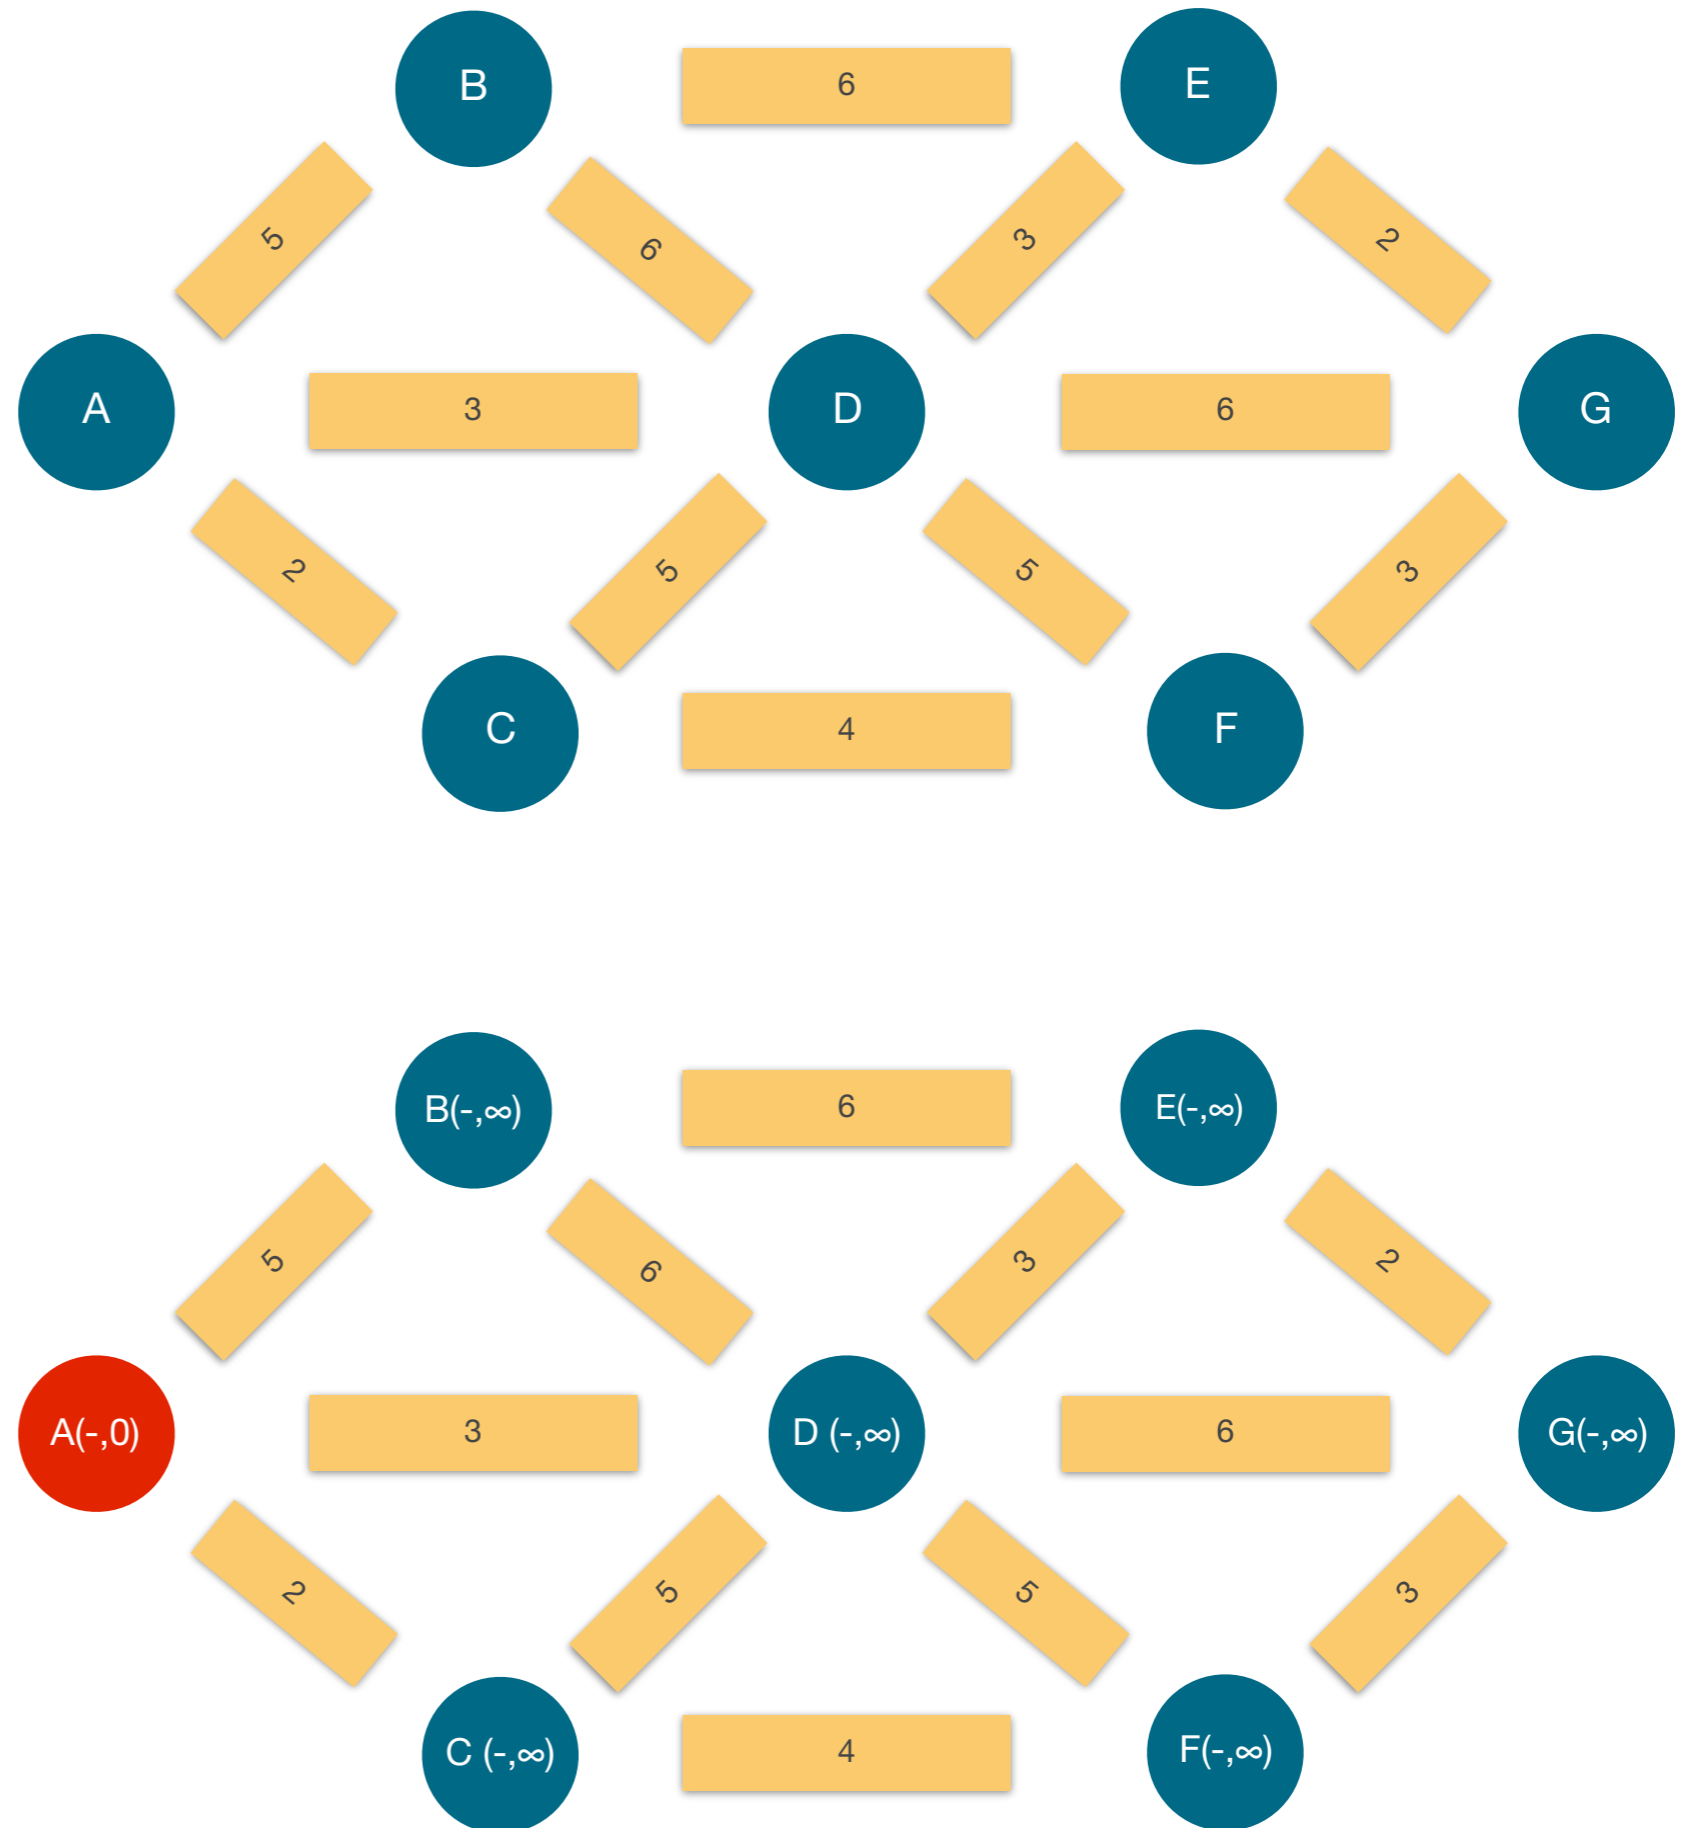 B 6 E
5 6 3 2
A 3 D 6 G
2 5 5 3
C 4 F
B(-,∞) 6 E(-,∞)
5 6 3 2
A(-,0) 3 D (-,∞) 6 G(-,∞)
2 5 5 3
C (-,∞) 4 F(-,∞)